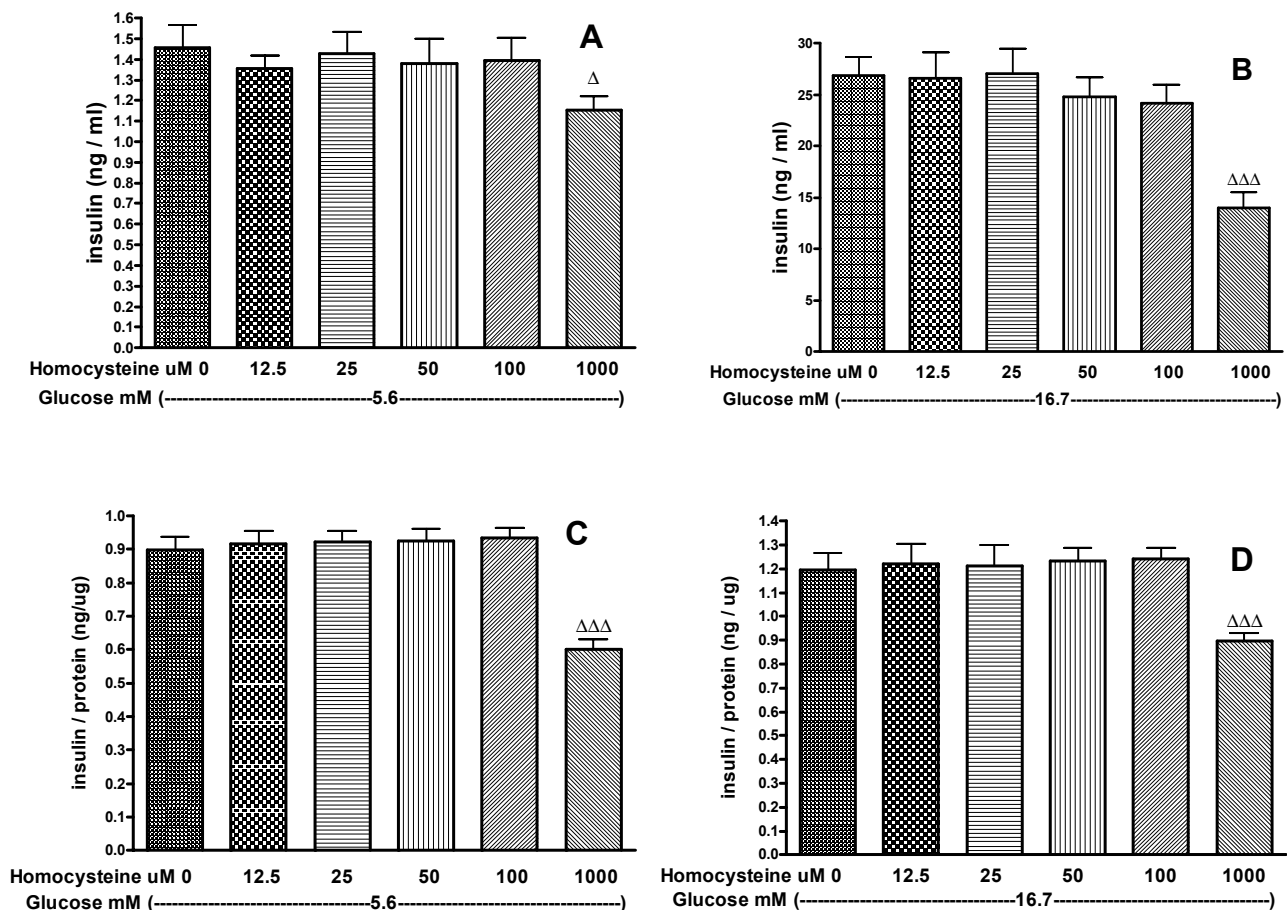 A
insulin (ng / ml)
1.6
1.5
1.4
1.3
1.2
1.1
1.0
0.9
0.8
0.7
0.6
0.5
0.4
0.3
0.2
0.1
0.0
Δ
Homocysteine uM 0 12.5 25 50 100 1000
Glucose mM (-----------------------------------5.6-------------------------------------)
B
insulin (ng / ml)
30
25
20
15
10
5
0
ΔΔΔ
Homocysteine uM 0 12.5 25 50 100 1000
Glucose mM (----------------------------------16.7-----------------------------------)
C
insulin / protein (ng/ug)
1.0
0.9
0.8
0.7
0.6
0.5
0.4
0.3
0.2
0.1
0.0
ΔΔΔ
Homocysteine uM 0 12.5 25 50 100 1000
Glucose mM (-----------------------------------5.6-------------------------------------)
D
insulin / protein (ng / ug)
1.4
1.3
1.2
1.1
1.0
0.9
0.8
0.7
0.6
0.5
0.4
0.3
0.2
0.1
0.0
ΔΔΔ
Homocysteine uM 0 12.5 25 50 100 1000
Glucose mM (--------------------------------16.7-------------------------------------)